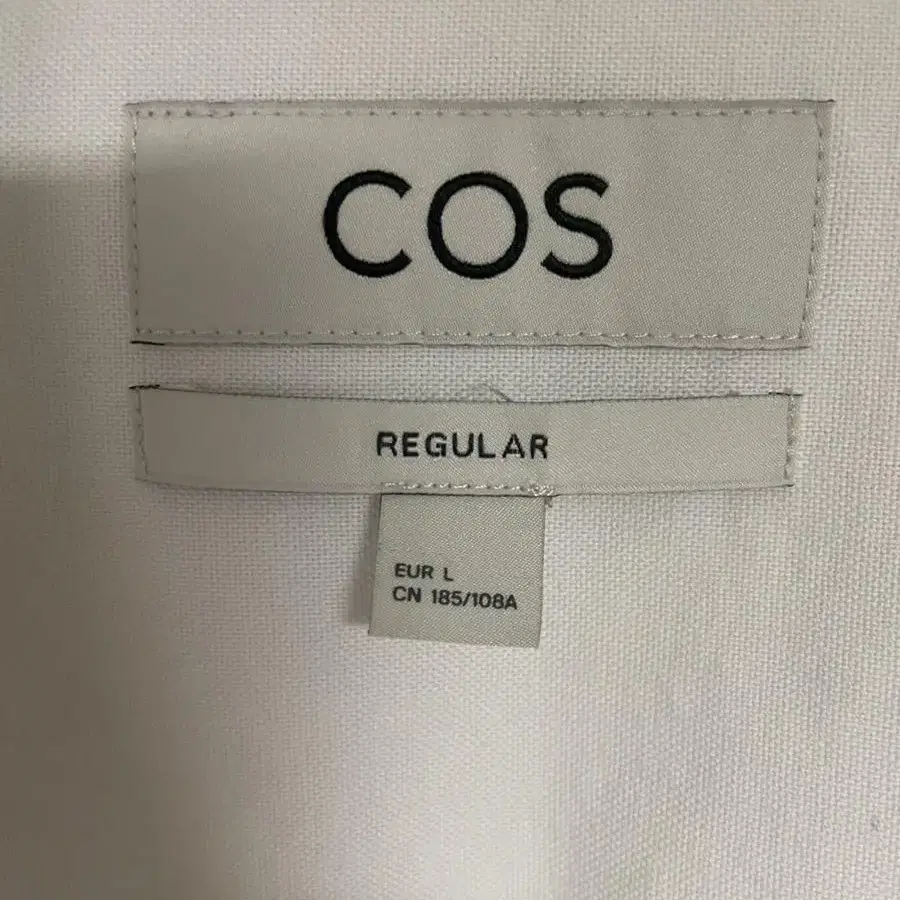 COS
REGULAR
EUR L
CN 185/108A